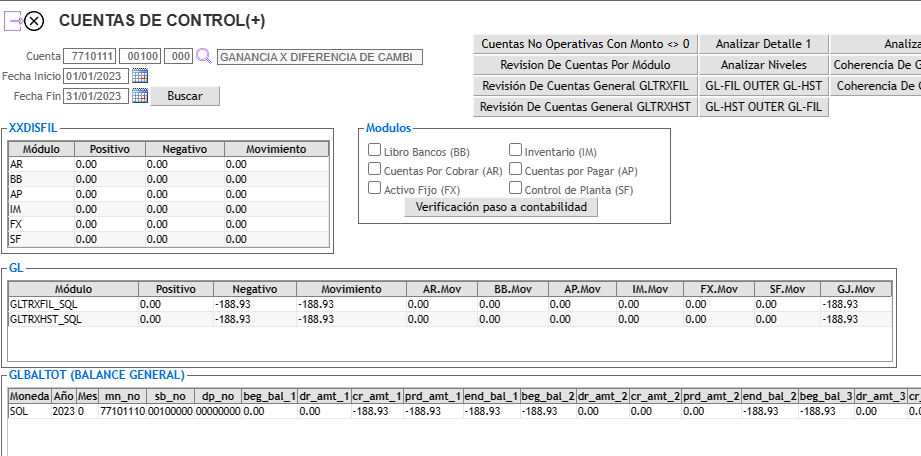 CUENTAS DE CONTROL(+)
Cuenta 7710111 00100 000 GANANCIA X DIFERENCIA DE CAMBI
Fecha Inicio 01/01/2023
Fecha Fin 31/01/2023 Buscar
Cuentas No Operativas Con Monto <> 0 Analizar Detalle 1 Analiza
Revision De Cuentas Por Módulo Analizar Niveles Coherencia De G
Revisión De Cuentas General GLTRXFIL GL-FIL OUTER GL-HST Coherencia De C
Revisión De Cuentas General GLTRXHST GL-HST OUTER GL-FIL
XXDISFIL
Módulo Positivo Negativo Movimiento
AR 0.00 0.00 0.00
BB 0.00 0.00 0.00
AP 0.00 0.00 0.00
IM 0.00 0.00 0.00
FX 0.00 0.00 0.00
SF 0.00 0.00 0.00
Modulos
Libro Bancos (BB) Inventario (IM)
Cuentas Por Cobrar (AR) Cuentas por Pagar (AP)
Activo Fijo (FX) Control de Planta (SF)
Verificación paso a contabilidad
GL
Módulo Positivo Negativo Movimiento AR.Mov BB.Mov AP.Mov IM.Mov FX.Mov SF.Mov GJ.Mov
GLTRXFIL_SQL 0.00 -188.93 -188.93 0.00 0.00 0.00 0.00 0.00 0.00 -188.93
GLTRXHST_SQL 0.00 -188.93 -188.93 0.00 0.00 0.00 0.00 0.00 0.00 -188.93
GLBALTOT (BALANCE GENERAL)
Moneda Año Mes mn_no sb_no dp_no beg_bal_1 dr_amt_1 cr_amt_1 prd_amt_1 end_bal_1 beg_bal_2 dr_amt_2 cr_amt_2 prd_amt_2 end_bal_2 beg_bal_3 dr_amt_3 cr_
SOL 2023 0 77101110 00100000 00000000 0.00 0.00 -188.93 -188.93 -188.93 -188.93 0.00 0.00 0.00 -188.93 -188.93 0.00 0.0